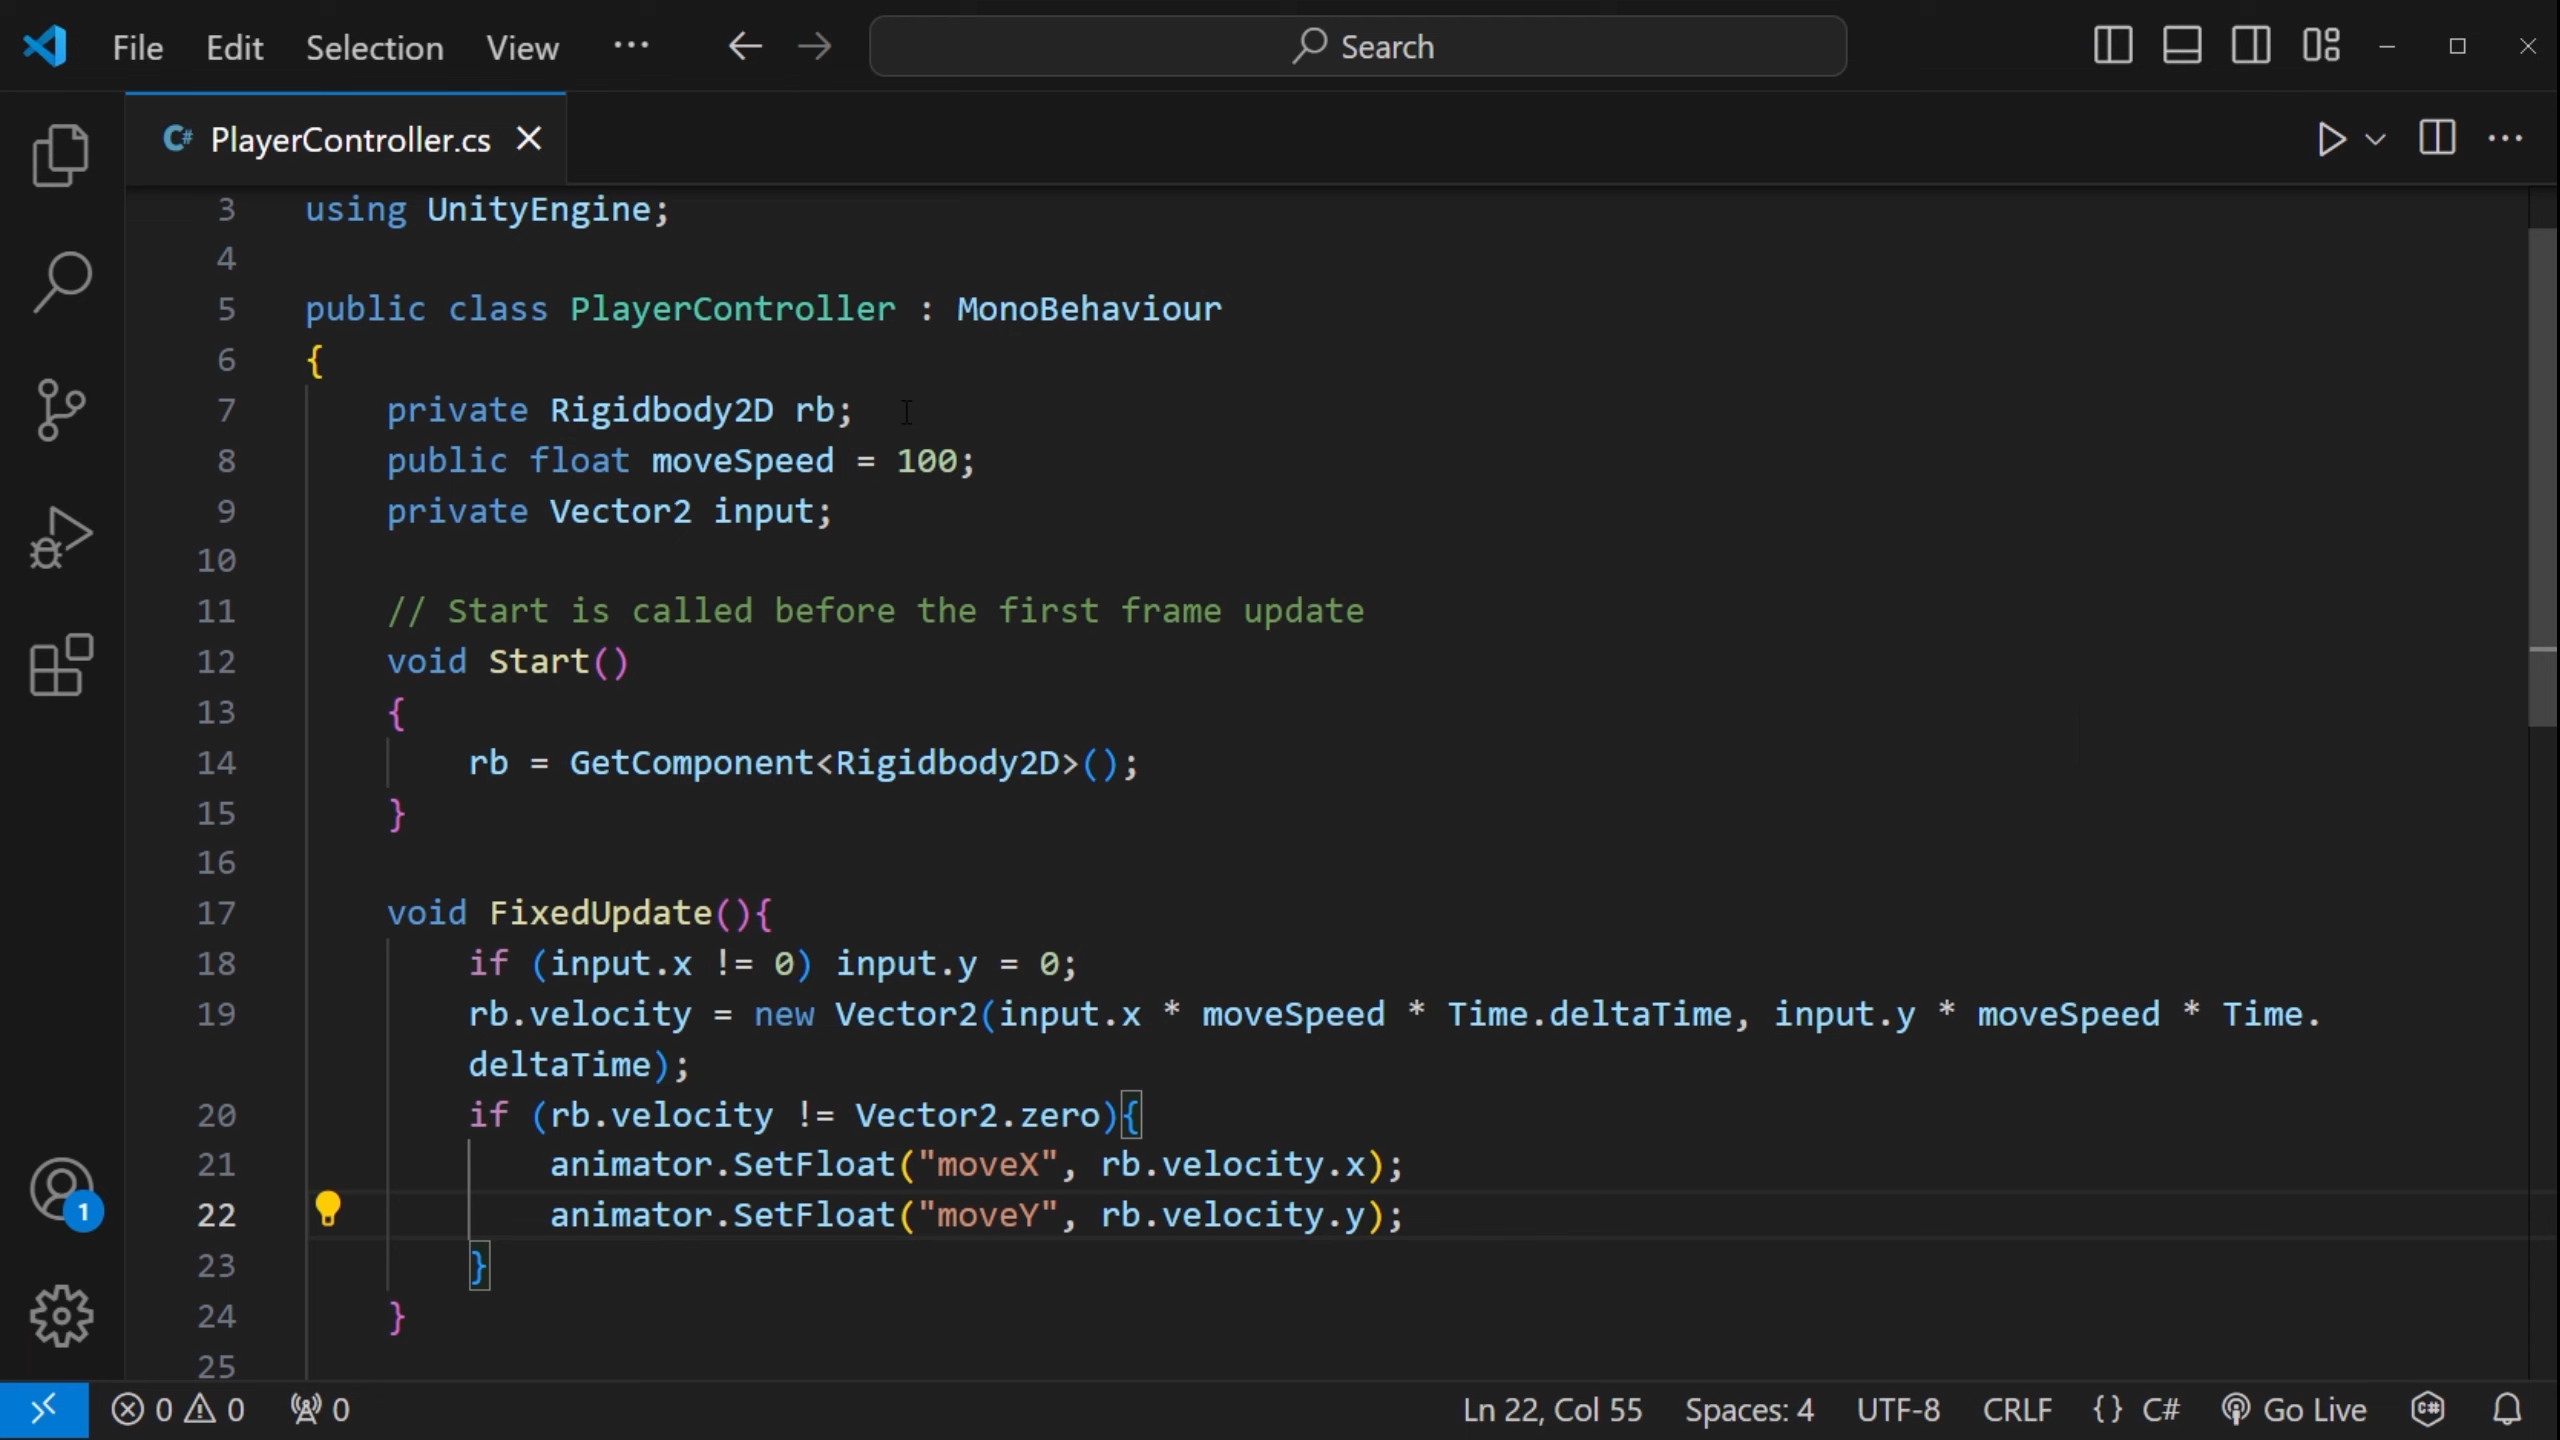 File Edit Selection View ··· Search
C# PlayerController.cs
3 using UnityEngine;
4
5 public class PlayerController : MonoBehaviour
6 {
7 private Rigidbody2D rb;
8 public float moveSpeed = 100;
9 private Vector2 input;
10
11 // Start is called before the first frame update
12 void Start()
13 {
14 rb = GetComponent<Rigidbody2D>();
15 }
16
17 void FixedUpdate(){
18 if (input.x != 0) input.y = 0;
19 rb.velocity = new Vector2(input.x * moveSpeed * Time.deltaTime, input.y * moveSpeed * Time.
deltaTime);
20 if (rb.velocity != Vector2.zero){
21 animator.SetFloat("moveX", rb.velocity.x);
22 animator.SetFloat("moveY", rb.velocity.y);
23 }
24 }
25
1
0 0 0 Ln 22, Col 55 Spaces: 4 UTF-8 CRLF {} C# Go Live